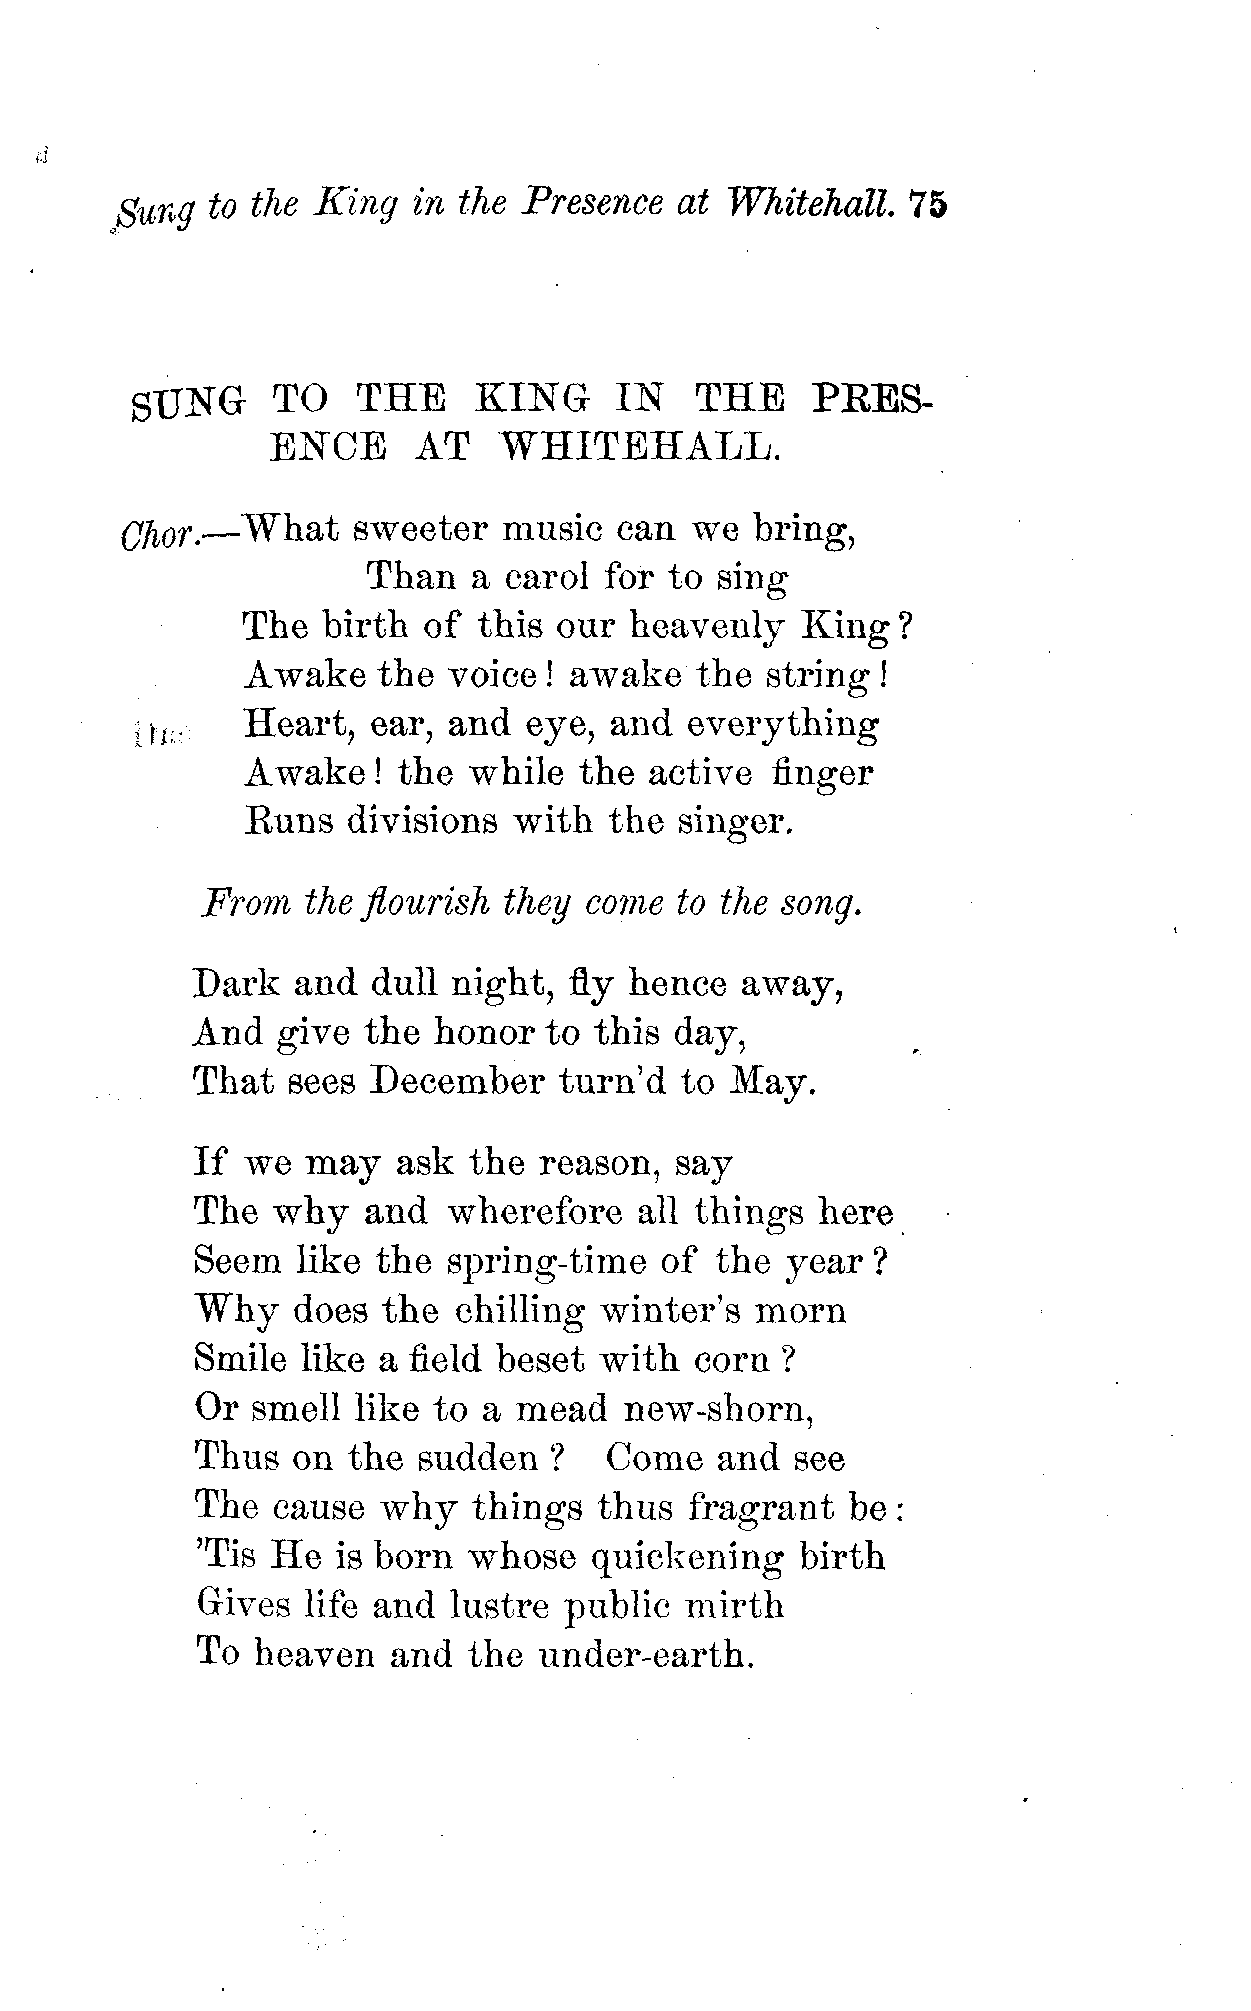 Sung to the King in the Presence at Whitehall. 75
SUNG TO THE KING IN THE PRES-
ENCE AT WHITEHALL.
Chor.—What sweeter music can we bring,
Than a carol for to sing
The birth of this our heavenly King?
Awake the voice! awake the string!
Heart, ear, and eye, and everything
Awake! the while the active finger
Runs divisions with the singer.
From the flourish they come to the song.
Dark and dull night, fly hence away,
And give the honor to this day,
That sees December turn'd to May.
If we may ask the reason, say
The why and wherefore all things here
Seem like the spring-time of the year?
Why does the chilling winter's morn
Smile like a field beset with corn?
Or smell like to a mead new-shorn,
Thus on the sudden? Come and see
The cause why things thus fragrant be:
'Tis He is born whose quickening birth
Gives life and lustre public mirth
To heaven and the under-earth.